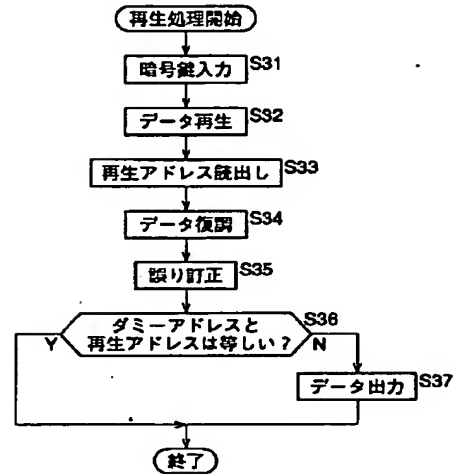 再生処理開始
暗号鍵入力 S31
データ再生 S32
再生アドレス読出し S33
データ復調 S34
誤り訂正 S35
S36
ダミーアドレスと
Y 再生アドレスは等しい? N
データ出力 S37
終了